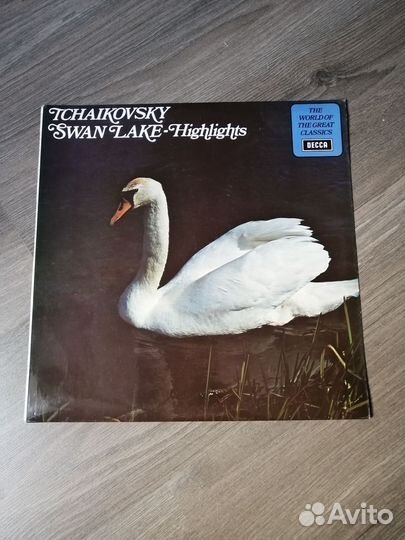 TCHAIKOVSKY
SWAN LAKE-Highlights
THE
WORLD OF
THE GREAT
CLASSICS
DECCA
Avito